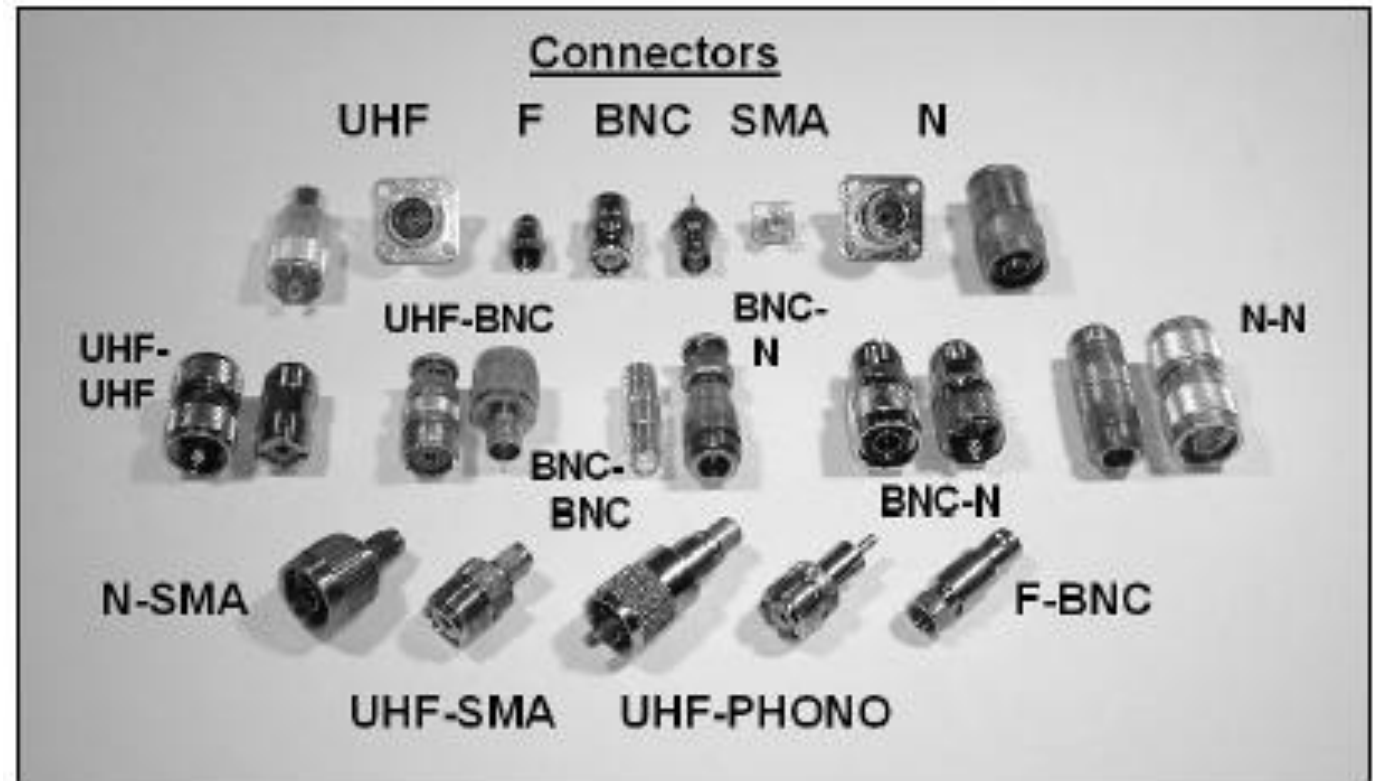 Connectors
UHF F BNC SMA N
UHF-BNC
BNC-
N
N-N
UHF-
UHF
BNC-
BNC
BNC-N
N-SMA
F-BNC
UHF-SMA UHF-PHONO